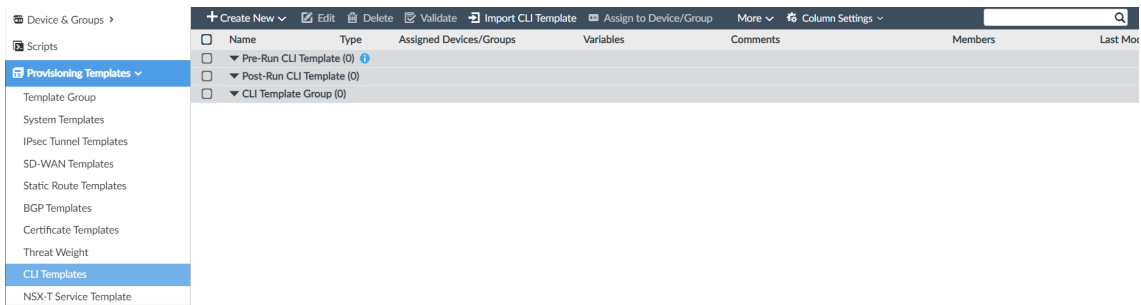 Device & Groups
Scripts
Provisioning Templates
Template Group
System Templates
IPsec Tunnel Templates
SD-WAN Templates
Static Route Templates
BGP Templates
Certificate Templates
Threat Weight
CLI Templates
NSX-T Service Template
Create New Edit Delete Validate Import CLI Template Assign to Device/Group More Column Settings
Name Type Assigned Devices/Groups Variables Comments Members Last Mod
Pre-Run CLI Template (0)
Post-Run CLI Template (0)
CLI Template Group (0)